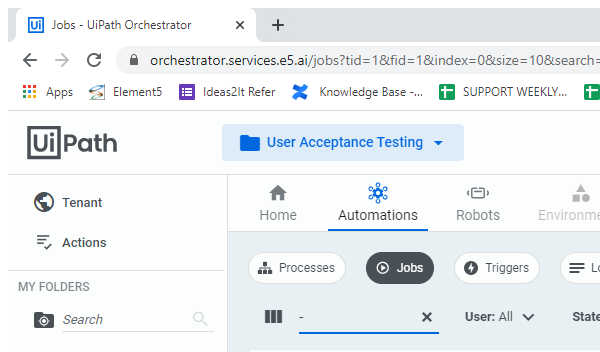 Jobs - UiPath Orchestrator
orchestrator.services.e5.ai/jobs?tid=1&fid=1&index=0&size=10&search=
Apps Element5 Ideas2It Refer Knowledge Base -... SUPPORT WEEKLY...
UiPath User Acceptance Testing
Tenant
Home Automations Robots Environme
Actions
Processes Jobs Triggers Lo
MY FOLDERS
Search - User: All State